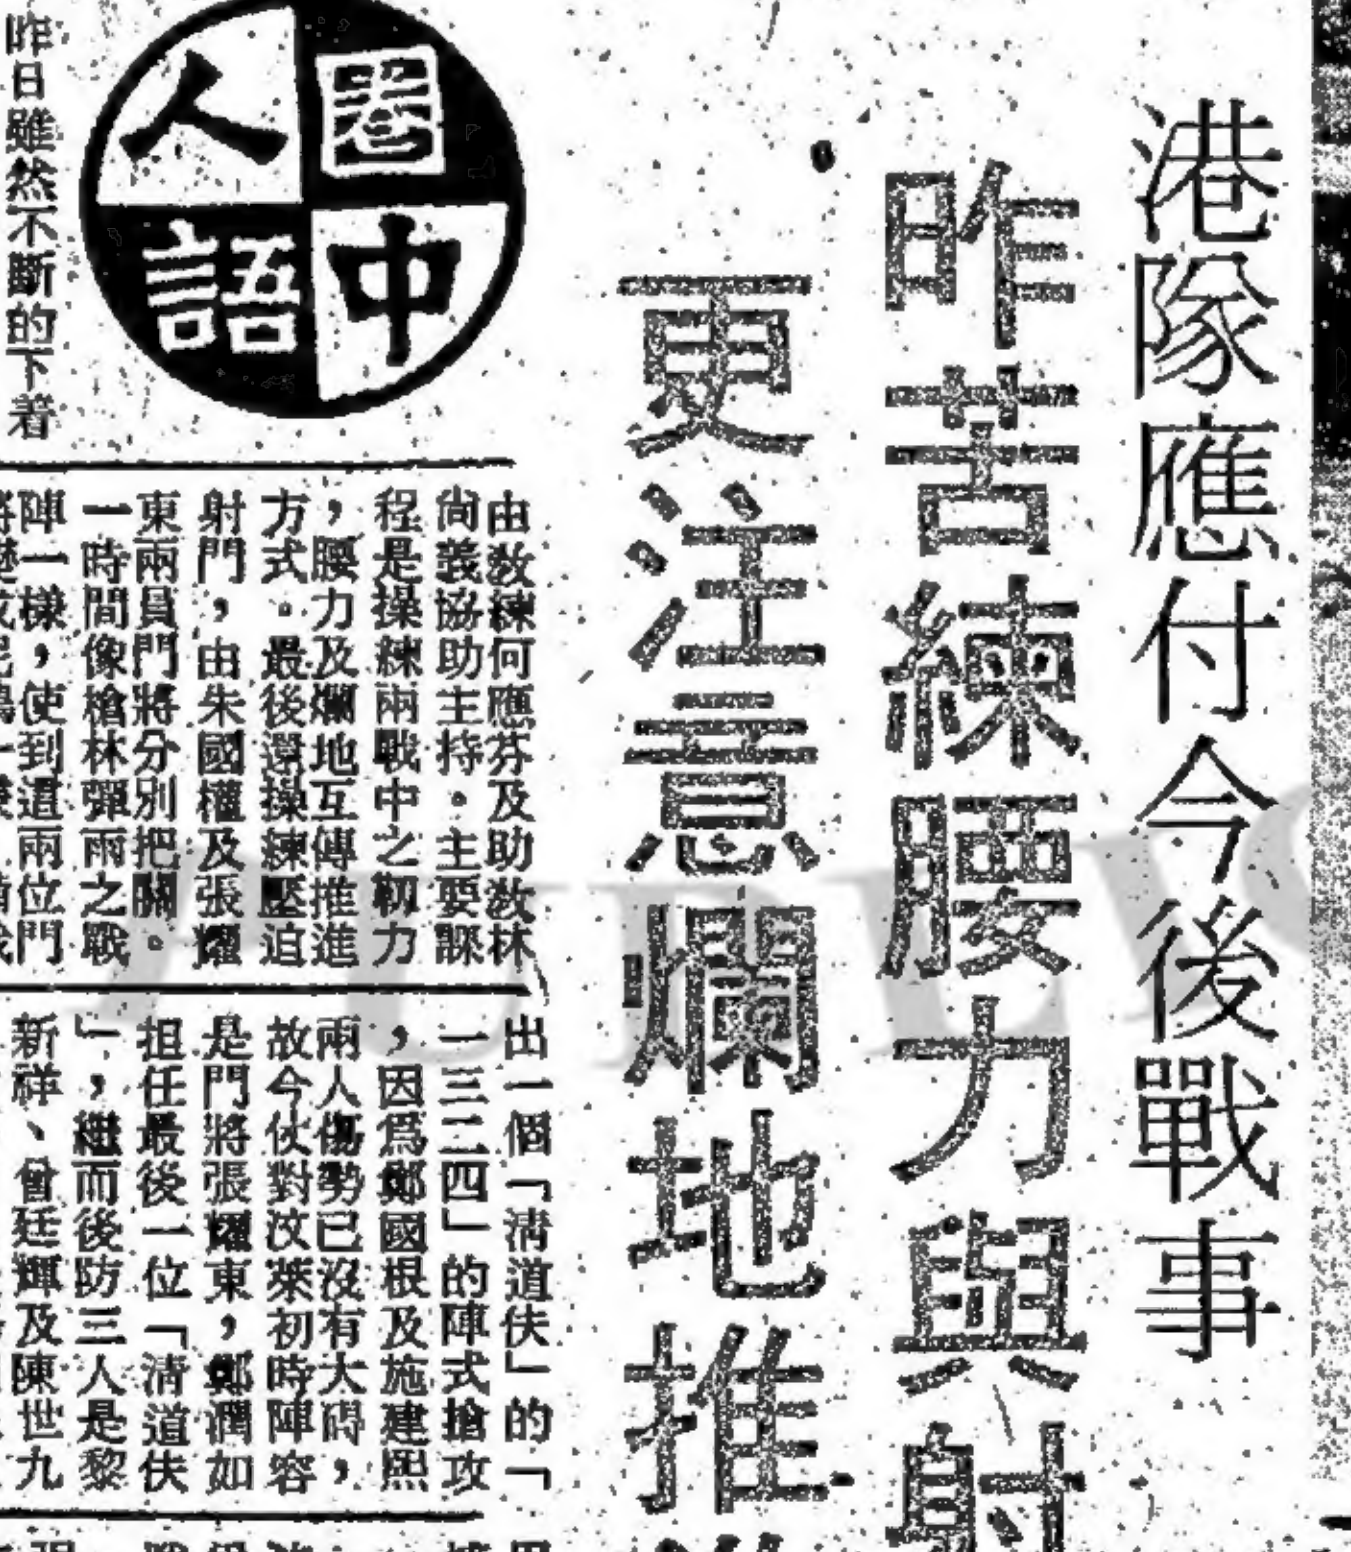 港隊應付今後戰事
昨苦練腰力與射
更注意爛地推
圈中人語
昨日雖然不斷的下着
由教練何應芬及助教林
尚義協助主持。主要課
程是操練兩戰中之韌力
，腰力及爛地互傳推進
方式。最後還操練壓迫
射門，由朱國權及張耀
東兩員門將分別把關。
一時間像槍林彈雨之戰
陣一樣，使到這兩位門
出一個「清道伕」的「
一三二四」的陣式搶攻
，因爲鄭國根及施建熙
兩人傷勢已沒有大碍，
故今伙對汶萊初時陣容
是門將張耀東，鄭潤如
担任最後一位「清道伕
」，繼而後防三人是黎
新祥、曾廷輝及陳世九